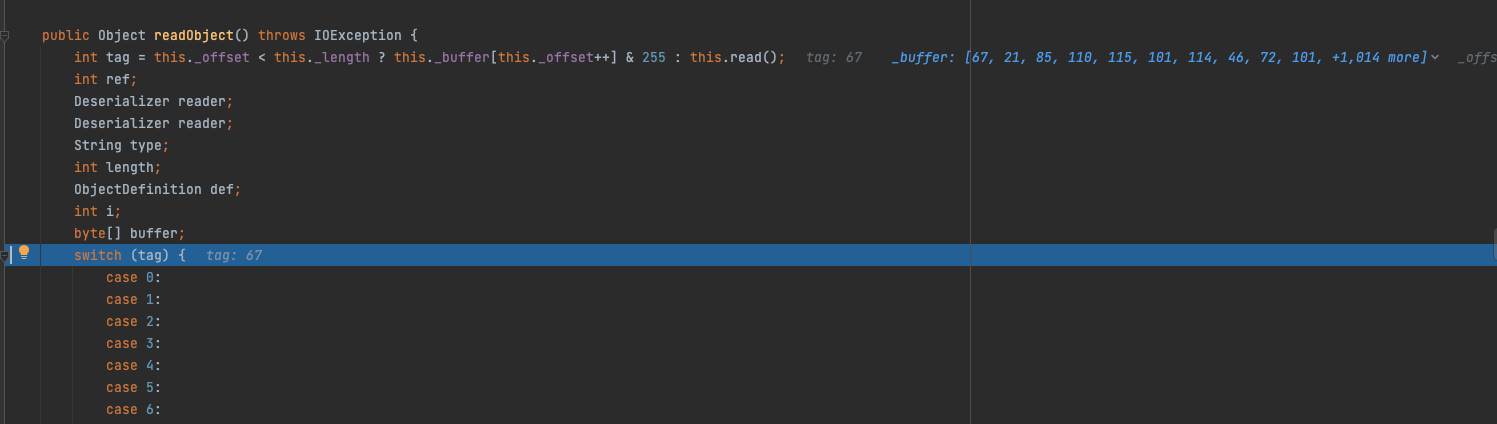 public Object readObject() throws IOException {
int tag = this._offset < this._length ? this._buffer[this._offset++] & 255 : this.read(); tag: 67 _buffer: [67, 21, 85, 110, 115, 101, 114, 46, 72, 101, +1,014 more] _offs
int ref;
Deserializer reader;
Deserializer reader;
String type;
int length;
ObjectDefinition def;
int i;
byte[] buffer;
switch (tag) { tag: 67
case 0:
case 1:
case 2:
case 3:
case 4:
case 5:
case 6: